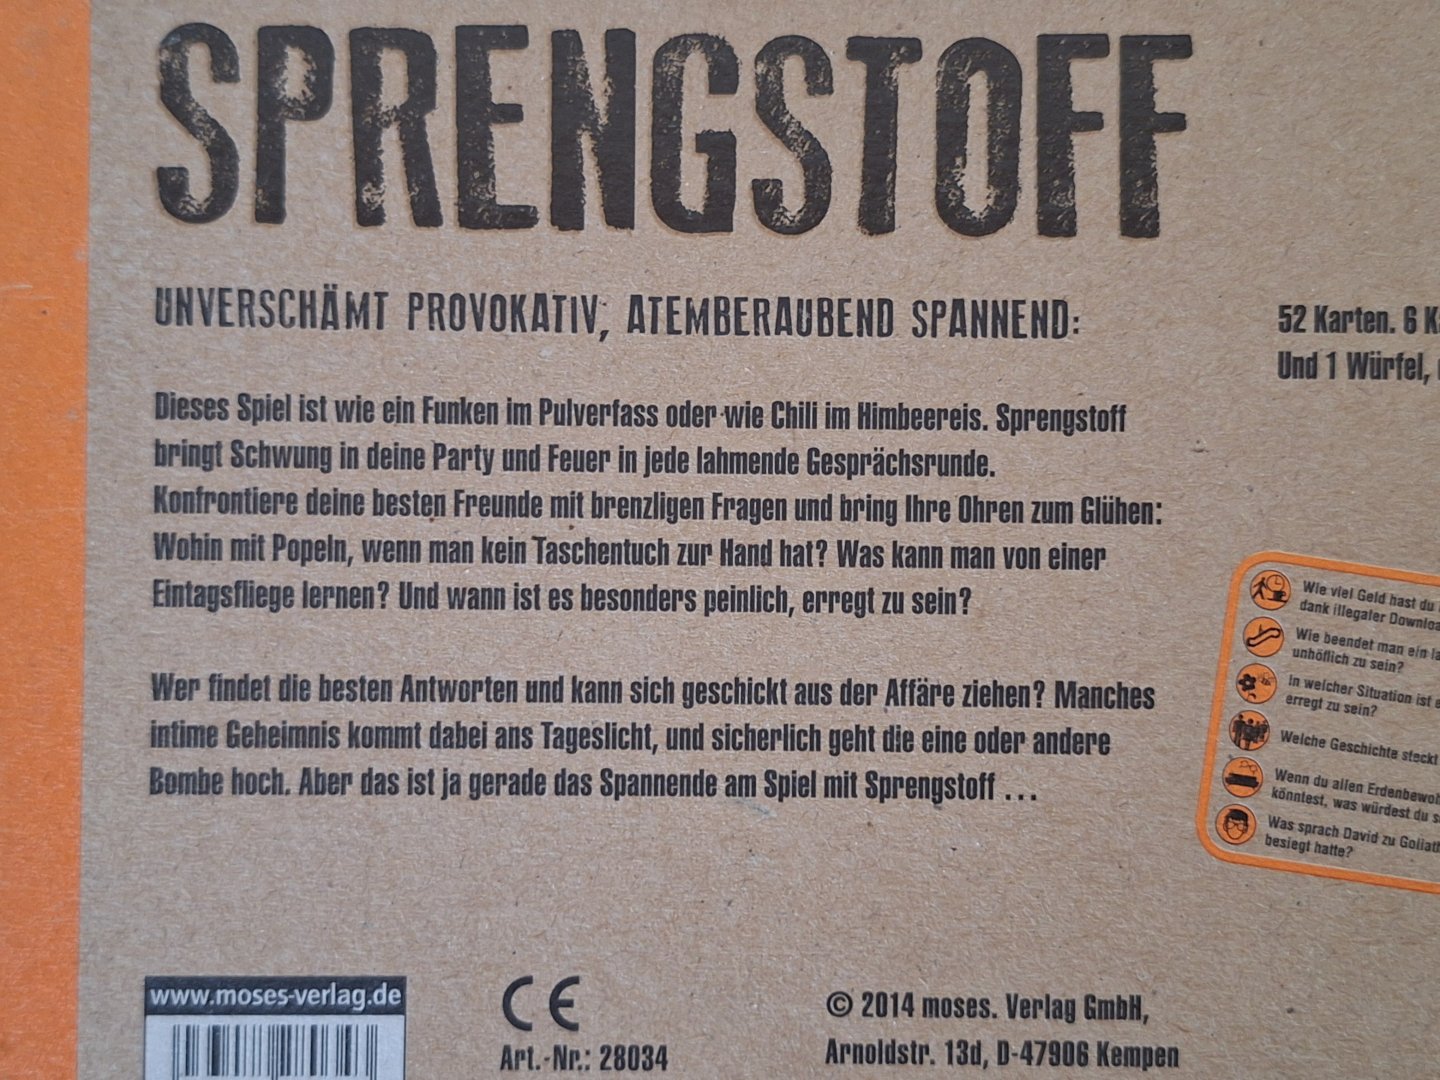 SPRENGSTOFF
UNVERSCHÄMT PROVOKATIV, ATEMBERAUBEND SPANNEND:
Dieses Spiel ist wie ein Funken im Pulverfass oder wie Chili im Himbeereis. Sprengstoff
bringt Schwung in deine Party und Feuer in jede lahmende Gesprächsrunde.
Konfrontiere deine besten Freunde mit brenzligen Fragen und bring Ihre Ohren zum Glühen:
Wohin mit Popeln, wenn man kein Taschentuch zur Hand hat? Was kann man von einer
Eintagsfliege lernen? Und wann ist es besonders peinlich, erregt zu sein?
Wer findet die besten Antworten und kann sich geschickt aus der Affäre ziehen? Manches
intime Geheimnis kommt dabei ans Tageslicht, und sicherlich geht die eine oder andere
Bombe hoch. Aber das ist ja gerade das Spannende am Spiel mit Sprengstoff ...
52 Karten. 6
Und 1 Würfel,
Wie viel Geld hast du
dank illegaler
Wie beendet man ein
unhöflich zu sein?
In welcher Situation ist
erregt zu sein?
Welche Geschichte steckt
Wenn du allen
könntest, was würdest du
Was sprach David zu
besiegt hatte?
www.moses-verlag.de
CE
Art.-Nr.: 28034
© 2014 moses. Verlag GmbH,
Arnoldstr. 13d, D-47906 Kempen